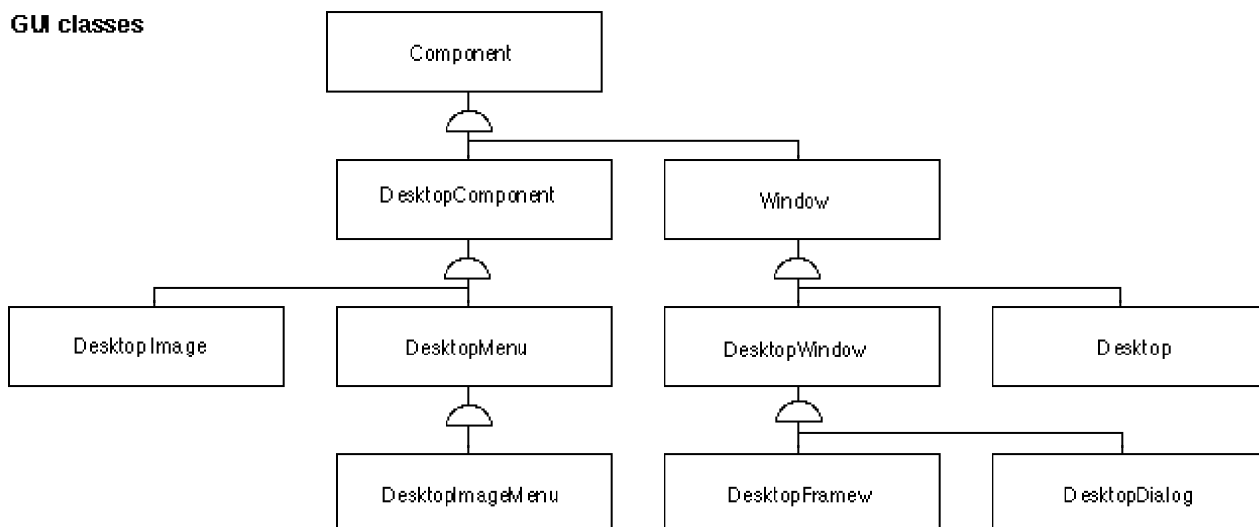 GUI classes
Component
DesktopComponent
Window
DesktopImage
DesktopMenu
DesktopWindow
Desktop
DesktopImageMenu
DesktopFramew
DesktopDialog